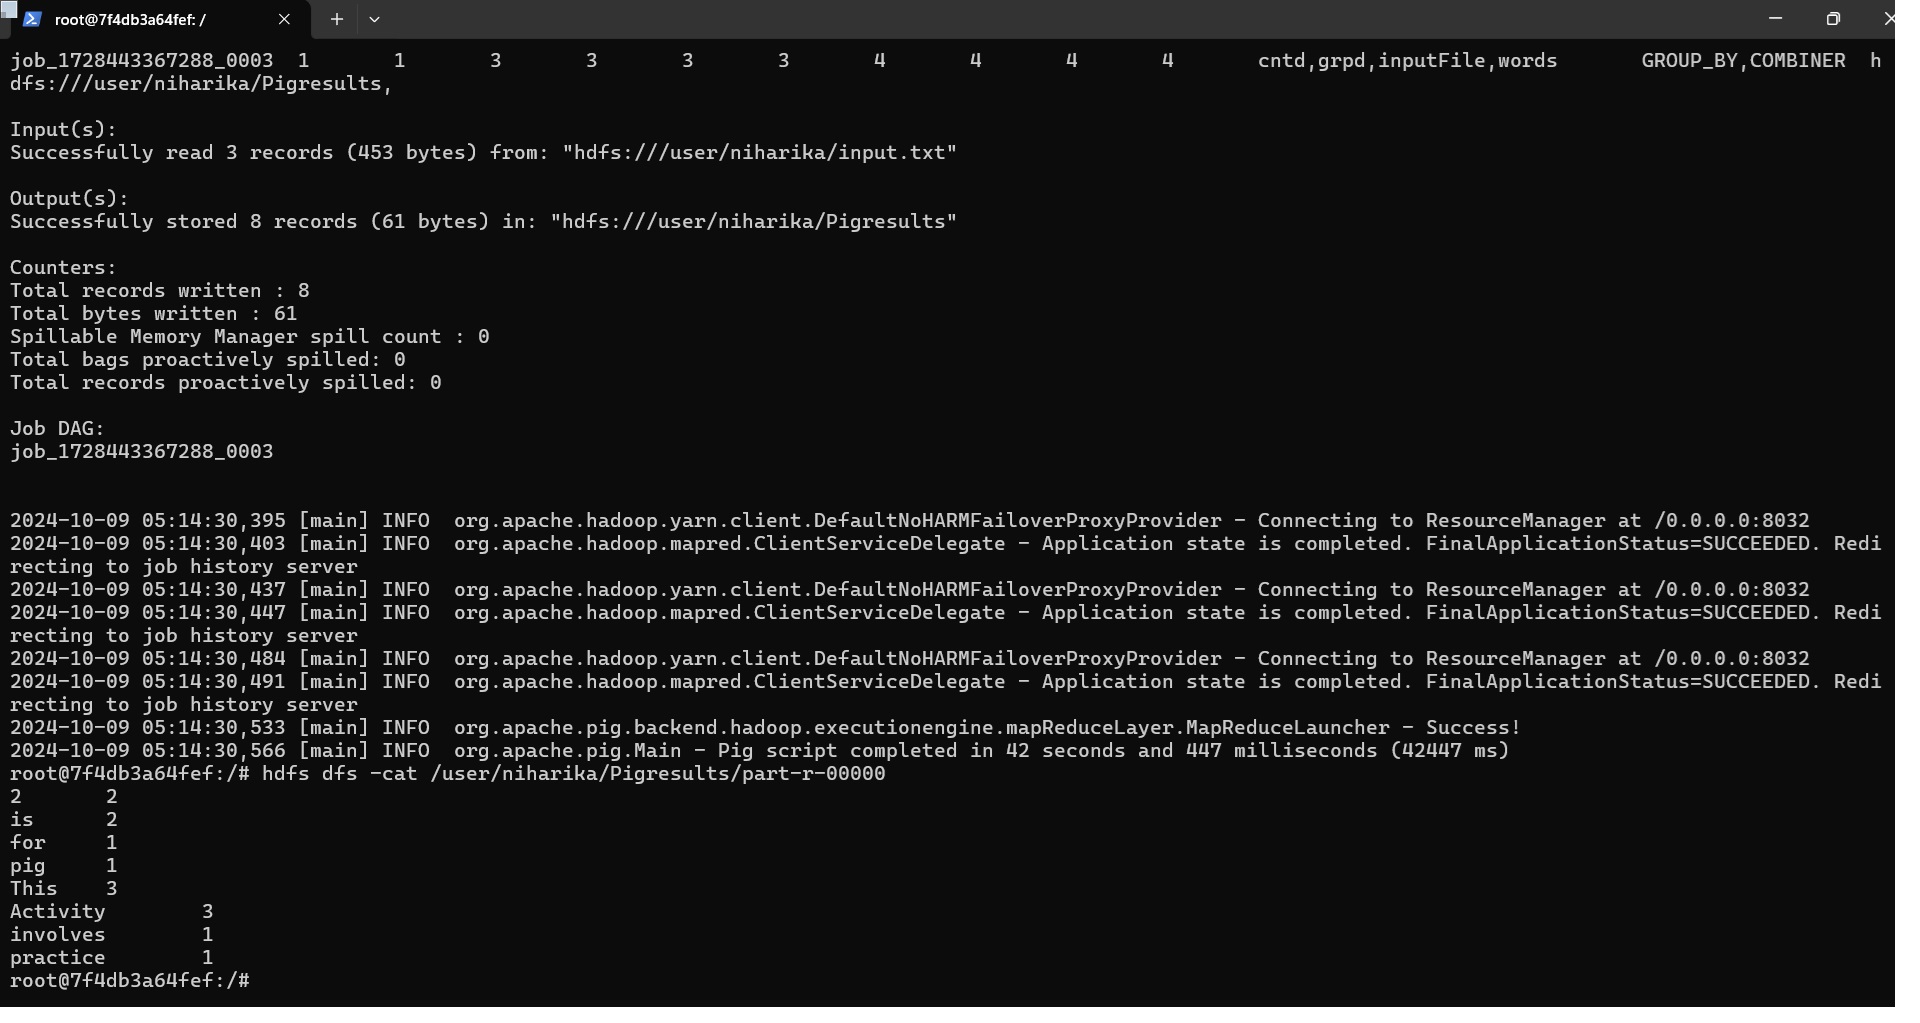 root@7f4db3a64fef: /
job_1728443367288_0003  1       1       3       3       3       3       4       4       4       4       cntd,grpd,inputFile,words       GROUP_BY,COMBINER  h
dfs:///user/niharika/Pigresults,
Input(s):
Successfully read 3 records (453 bytes) from: "hdfs:///user/niharika/input.txt"
Output(s):
Successfully stored 8 records (61 bytes) in: "hdfs:///user/niharika/Pigresults"
Counters:
Total records written : 8
Total bytes written : 61
Spillable Memory Manager spill count : 0
Total bags proactively spilled: 0
Total records proactively spilled: 0
Job DAG:
job_1728443367288_0003
2024-10-09 05:14:30,395 [main] INFO  org.apache.hadoop.yarn.client.DefaultNoHARMFailoverProxyProvider - Connecting to ResourceManager at /0.0.0.0:8032
2024-10-09 05:14:30,403 [main] INFO  org.apache.hadoop.mapred.ClientServiceDelegate - Application state is completed. FinalApplicationStatus=SUCCEEDED. Redi
recting to job history server
2024-10-09 05:14:30,437 [main] INFO  org.apache.hadoop.yarn.client.DefaultNoHARMFailoverProxyProvider - Connecting to ResourceManager at /0.0.0.0:8032
2024-10-09 05:14:30,447 [main] INFO  org.apache.hadoop.mapred.ClientServiceDelegate - Application state is completed. FinalApplicationStatus=SUCCEEDED. Redi
recting to job history server
2024-10-09 05:14:30,484 [main] INFO  org.apache.hadoop.yarn.client.DefaultNoHARMFailoverProxyProvider - Connecting to ResourceManager at /0.0.0.0:8032
2024-10-09 05:14:30,491 [main] INFO  org.apache.hadoop.mapred.ClientServiceDelegate - Application state is completed. FinalApplicationStatus=SUCCEEDED. Redi
recting to job history server
2024-10-09 05:14:30,533 [main] INFO  org.apache.pig.backend.hadoop.executionengine.mapReduceLayer.MapReduceLauncher - Success!
2024-10-09 05:14:30,566 [main] INFO  org.apache.pig.Main - Pig script completed in 42 seconds and 447 milliseconds (42447 ms)
root@7f4db3a64fef:/# hdfs dfs -cat /user/niharika/Pigresults/part-r-00000
2       2
is      2
for     1
pig     1
This    3
Activity        3
involves        1
practice        1
root@7f4db3a64fef:/#